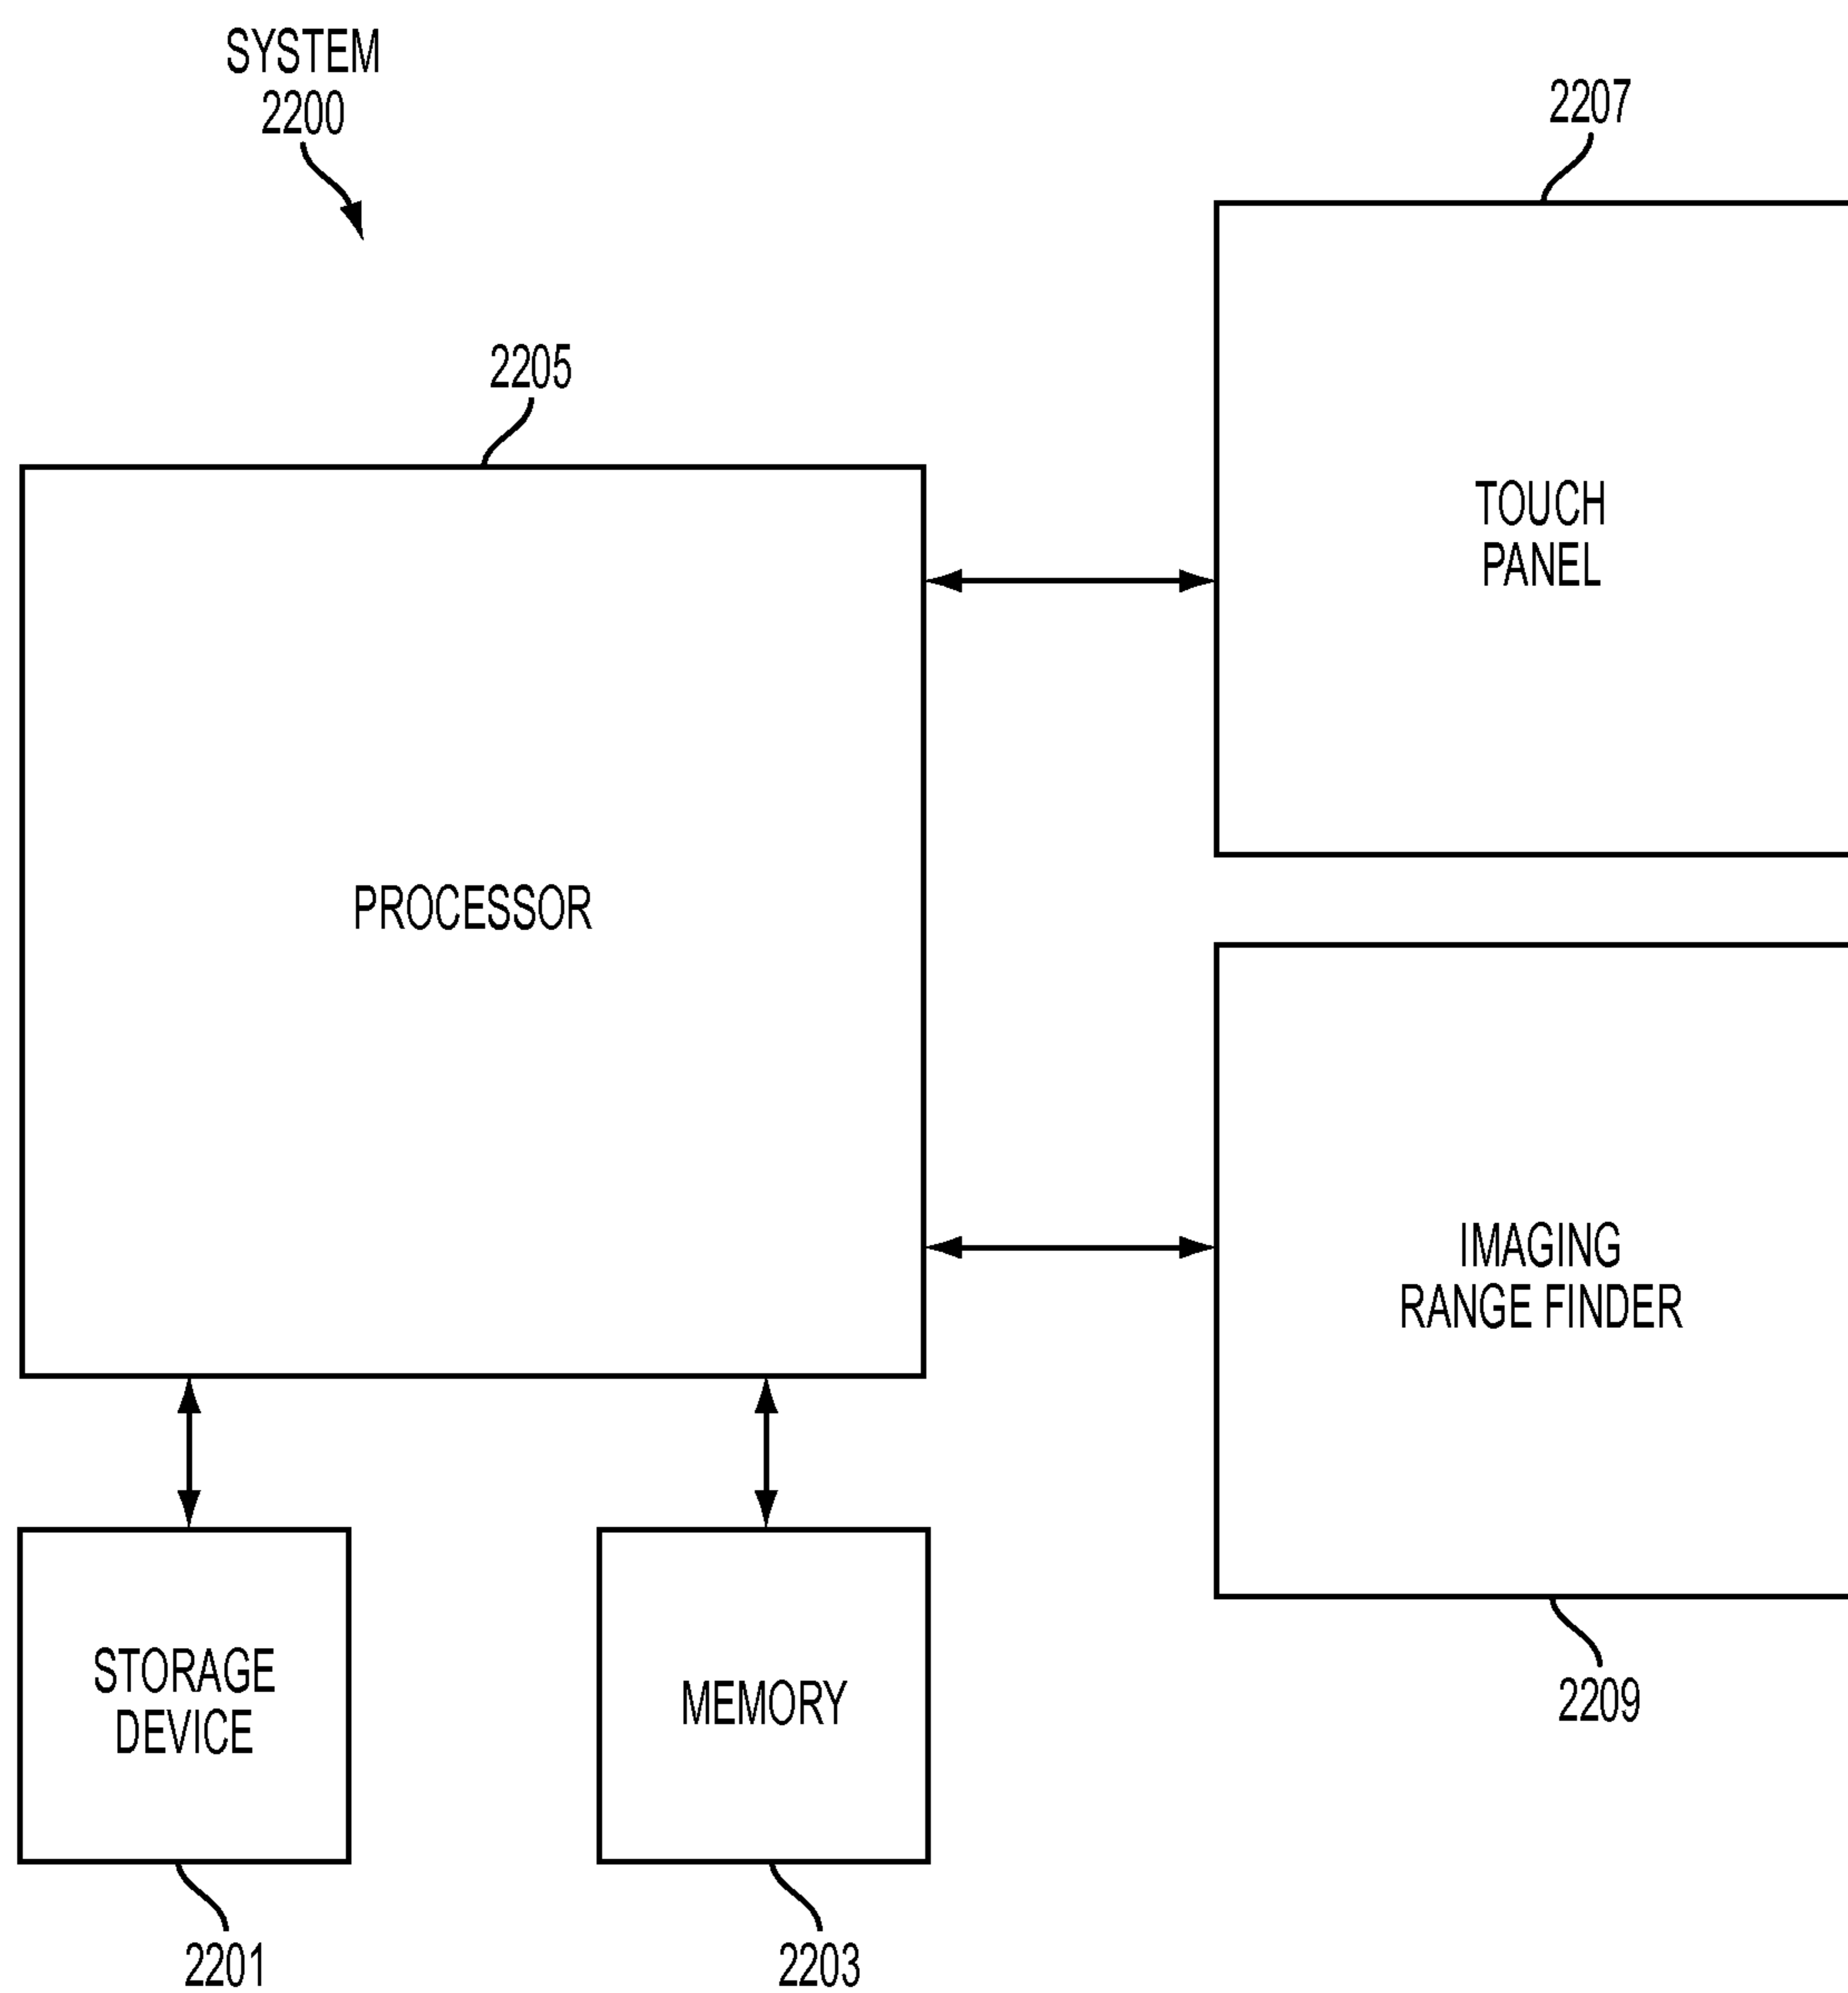 SYSTEM
2200
2207
2205
TOUCH
PANEL
PROCESSOR
IMAGING
RANGE FINDER
STORAGE
DEVICE
MEMORY
2209
2201
2203